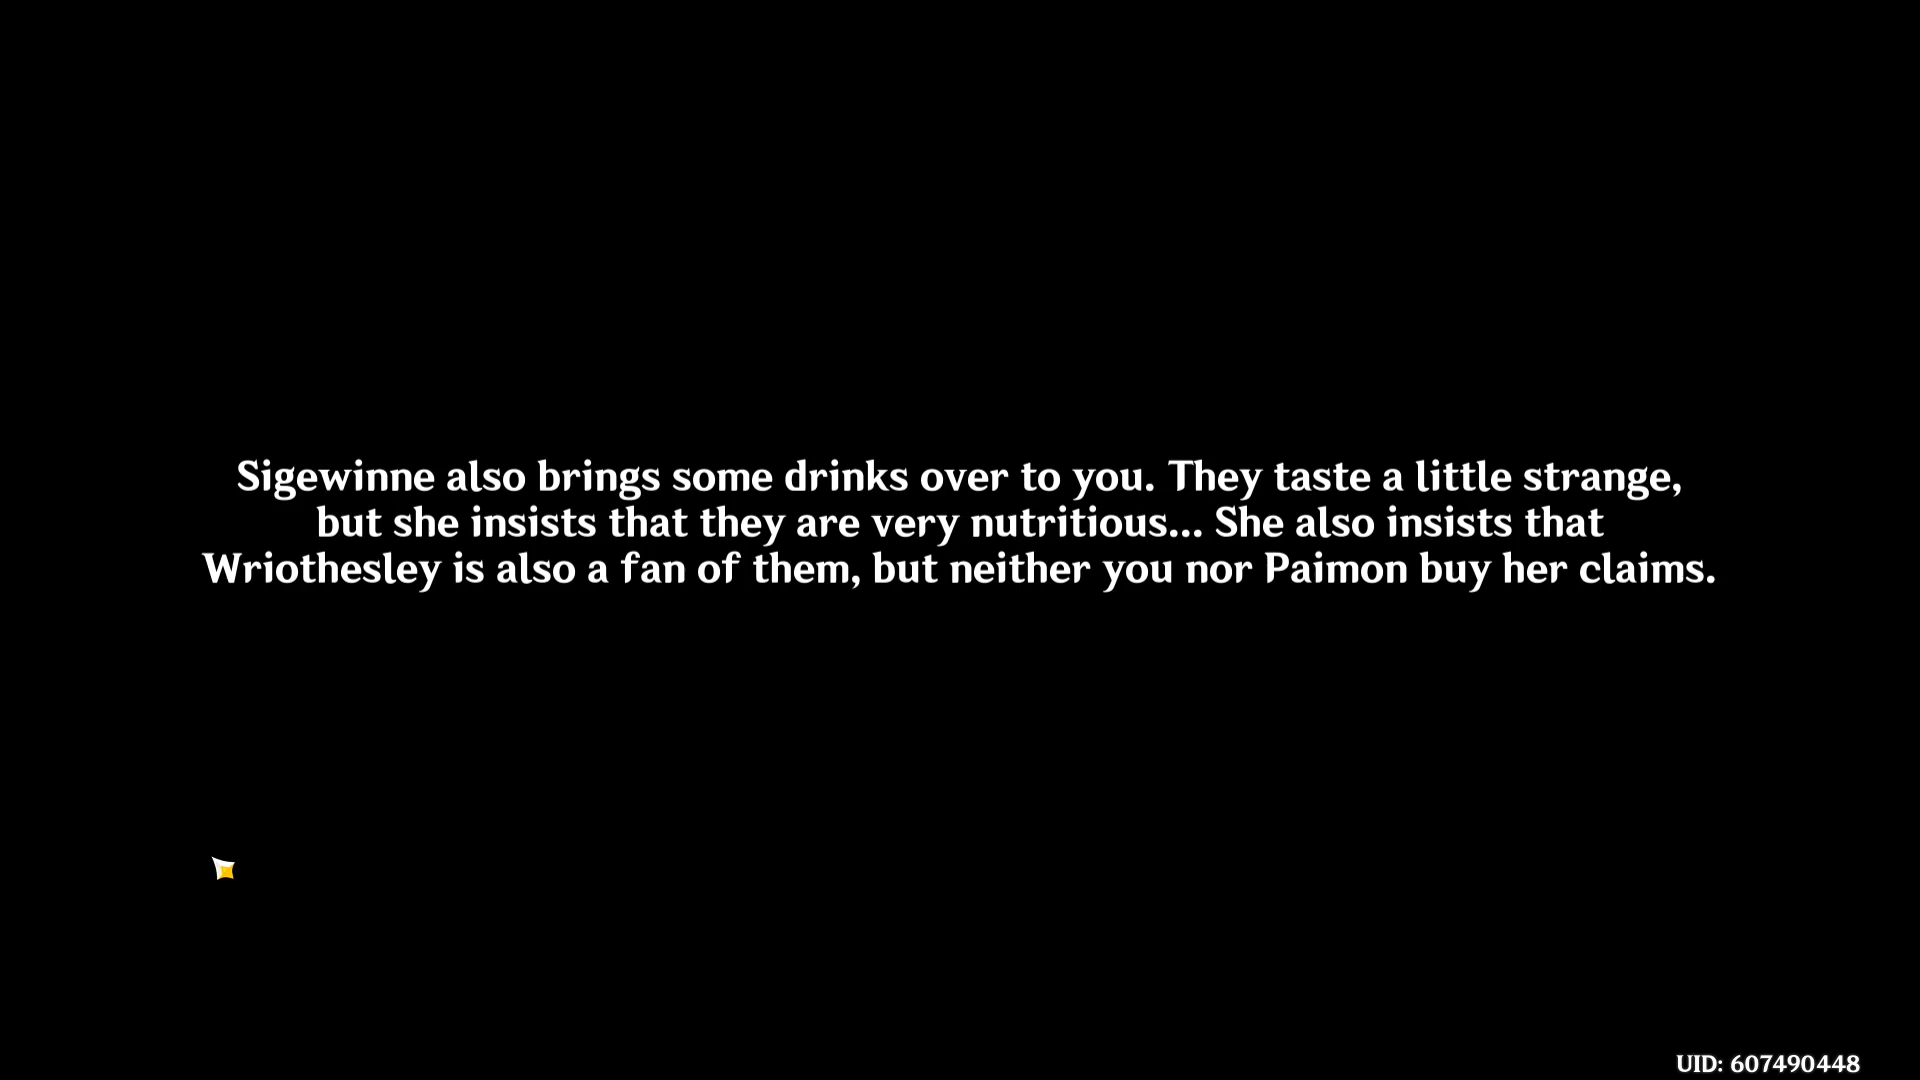 Sigewinne also brings some drinks over to you. They taste a little strange,
but she insists that they are very nutritious... She also insists that
Wriothesley is also a fan of them, but neither you nor Paimon buy her claims.
UID: 607490448